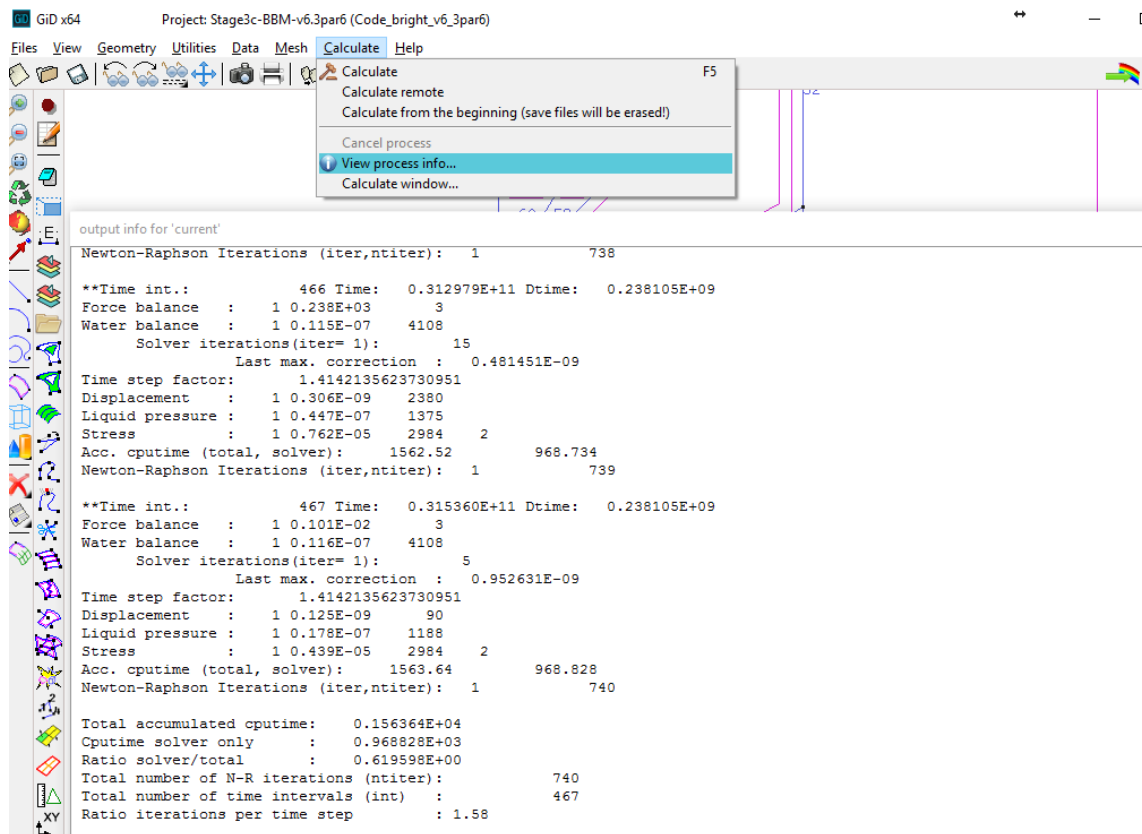 GiD GiD x64 Project: Stage3c-BBM-v6.3par6 (Code_bright_v6_3par6)
Files View Geometry Utilities Data Mesh Calculate Help
Calculate F5
Calculate remote
Calculate from the beginning (save files will be erased!)
Cancel process
View process info...
Calculate window...
:E:
output info for 'current'
Newton-Raphson Iterations (iter,ntiter): 1 738
**Time int.: 466 Time: 0.312979E+11 Dtime: 0.238105E+09
Force balance : 1 0.238E+03 3
Water balance : 1 0.115E-07 4108
Solver iterations(iter= 1): 15
Last max. correction : 0.481451E-09
Time step factor: 1.4142135623730951
Displacement : 1 0.306E-09 2380
Liquid pressure : 1 0.447E-07 1375
Stress : 1 0.762E-05 2984 2
Acc. cputime (total, solver): 1562.52 968.734
Newton-Raphson Iterations (iter,ntiter): 1 739
**Time int.: 467 Time: 0.315360E+11 Dtime: 0.238105E+09
Force balance : 1 0.101E-02 3
Water balance : 1 0.116E-07 4108
Solver iterations(iter= 1): 5
Last max. correction : 0.952631E-09
Time step factor: 1.4142135623730951
Displacement : 1 0.125E-09 90
Liquid pressure : 1 0.178E-07 1188
Stress : 1 0.439E-05 2984 2
Acc. cputime (total, solver): 1563.64 968.828
Newton-Raphson Iterations (iter,ntiter): 1 740
Total accumulated cputime: 0.156364E+04
Cputime solver only : 0.968828E+03
Ratio solver/total : 0.619598E+00
Total number of N-R iterations (ntiter): 740
Total number of time intervals (int) : 467
Ratio iterations per time step : 1.58
XY